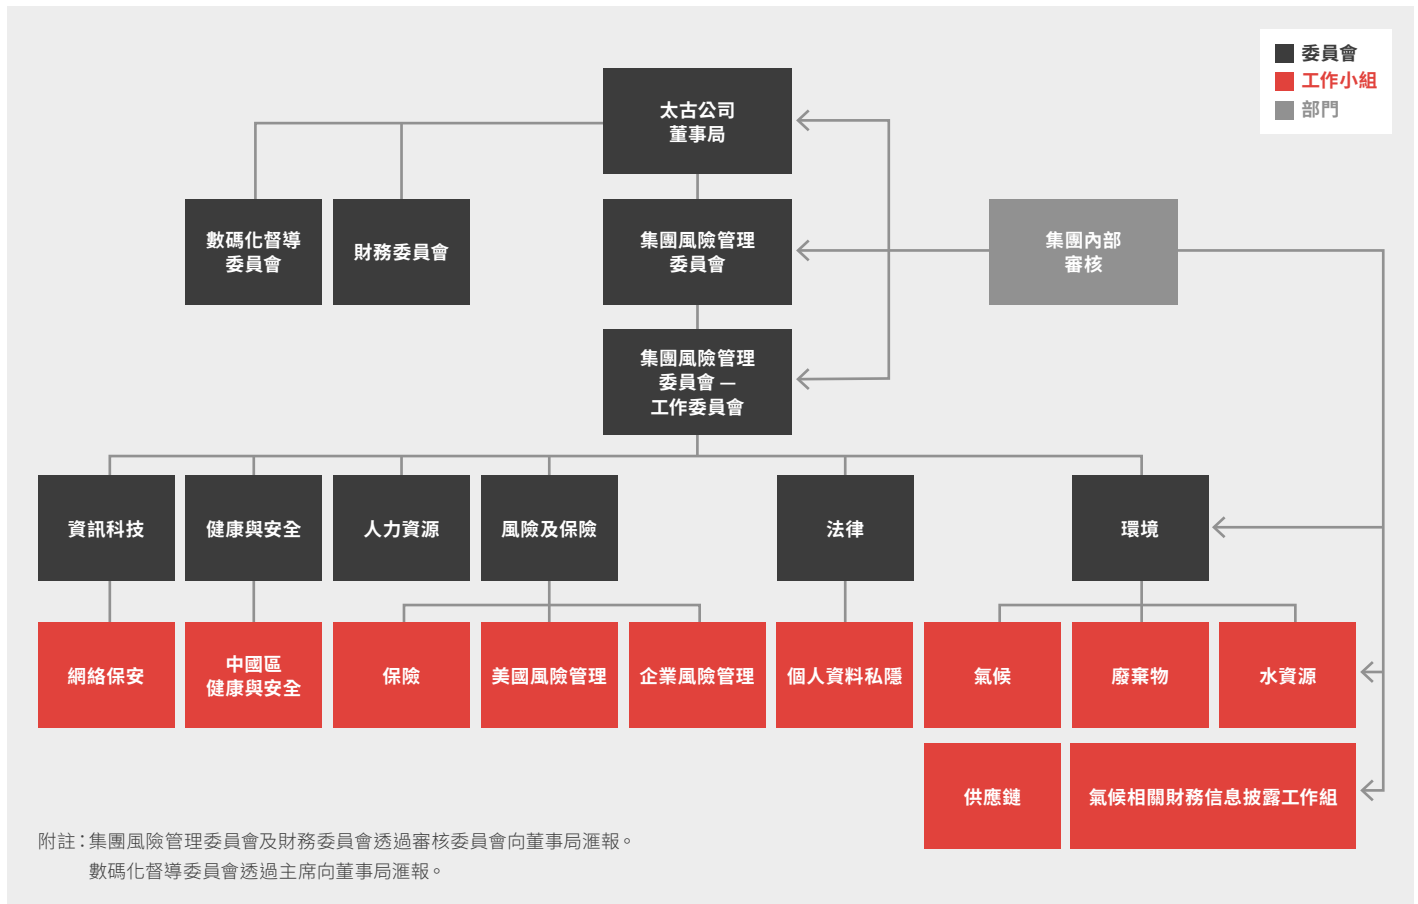 委員會
工作小組
部門
太古公司
董事局
數碼化督導
委員會
財務委員會
集團風險管理
委員會
集團內部
審核
集團風險管理
委員會 —
工作委員會
資訊科技
健康與安全
人力資源
風險及保險
法律
環境
網絡保安
中國區
健康與安全
保險
美國風險管理
企業風險管理
個人資料私隱
氣候
廢棄物
水資源
供應鏈
氣候相關財務信息披露工作組
附註：集團風險管理委員會及財務委員會透過審核委員會向董事局滙報。
數碼化督導委員會透過主席向董事局滙報。